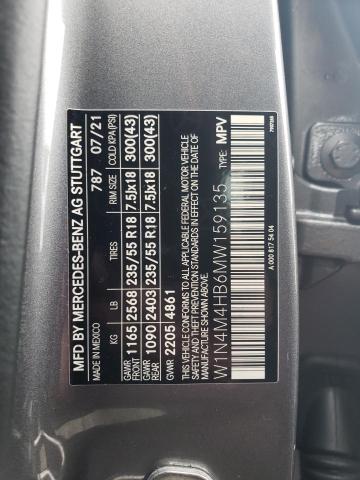 MFD BY MERCEDES-BENZ AG STUTTGART
MADE IN MEXICO 787 07/21
KG LB TIRES RIM SIZE COLD KPA(PSI)
GAWR FRONT 1165 2568 235/55 R18 7.5Jx18 300(43)
GAWR REAR 1090 2403 235/55 R18 7.5Jx18 300(43)
GVWR 2205 4861
THIS VEHICLE CONFORMS TO ALL APPLICABLE FEDERAL MOTOR VEHICLE
SAFETY AND THEFT PREVENTION STANDARDS IN EFFECT ON THE DATE OF
MANUFACTURE SHOWN ABOVE.
W1N4M4HB6MW159135 TYPE: MPV
A 000 817 54 04